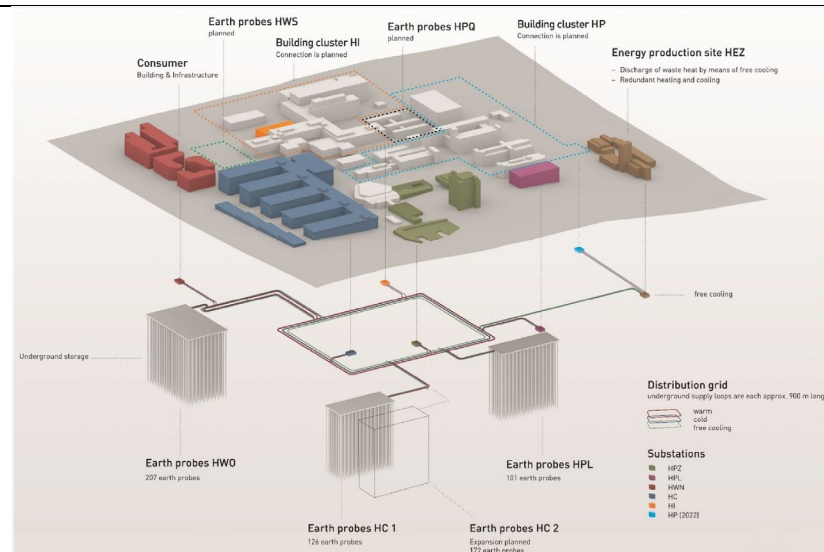 Earth probes HWS
planned
Building cluster HI
Connection is planned
Earth probes HPQ
planned
Building cluster HP
Connection is planned
Energy production site HEZ
– Discharge of waste heat by means of free cooling
– Redundant heating and cooling
Consumer
Building & Infrastructure
free cooling
Underground storage
Distribution grid
underground supply loops are each approx. 900 m long
warm
cold
free cooling
Substations
HPZ
HPL
HWN
HC
HI
HP (2022)
Earth probes HWO
207 earth probes
Earth probes HPL
101 earth probes
Earth probes HC 1
126 earth probes
Earth probes HC 2
Expansion planned
172 earth probes